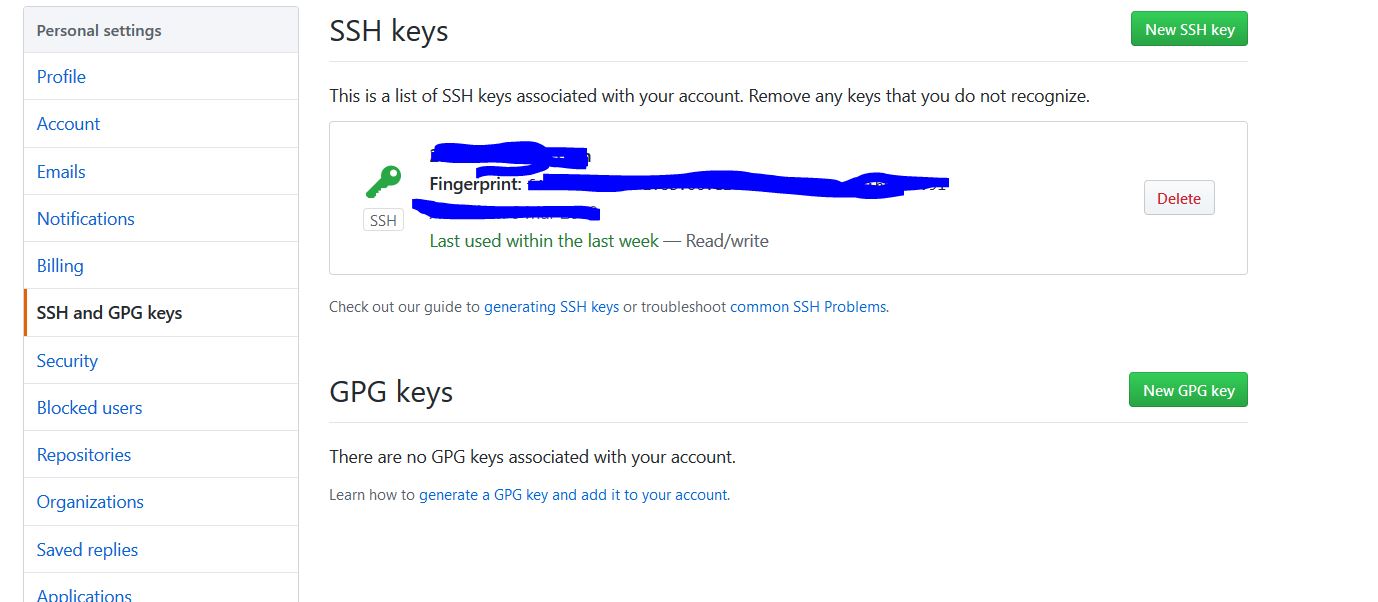 Personal settings
Profile
Account
Emails
Notifications
Billing
SSH and GPG keys
Security
Blocked users
Repositories
Organizations
Saved replies
Applications
SSH keys
New SSH key
This is a list of SSH keys associated with your account. Remove any keys that you do not recognize.
Fingerprint:
SSH
Last used within the last week — Read/write
Delete
Check out our guide to generating SSH keys or troubleshoot common SSH Problems.
GPG keys
New GPG key
There are no GPG keys associated with your account.
Learn how to generate a GPG key and add it to your account.